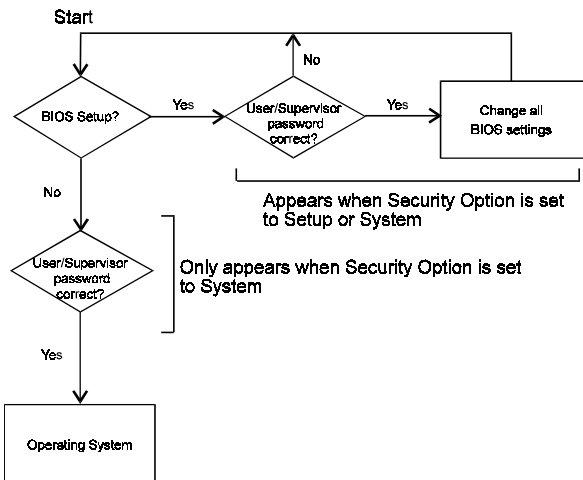 Start
No
BIOS Setup?
Yes
User/Supervisor
password
correct?
Yes
Change all
BIOS settings
No
Appears when Security Option is set
to Setup or System
User/Supervisor
password
correct?
Only appears when Security Option is set
to System
Yes
Operating System